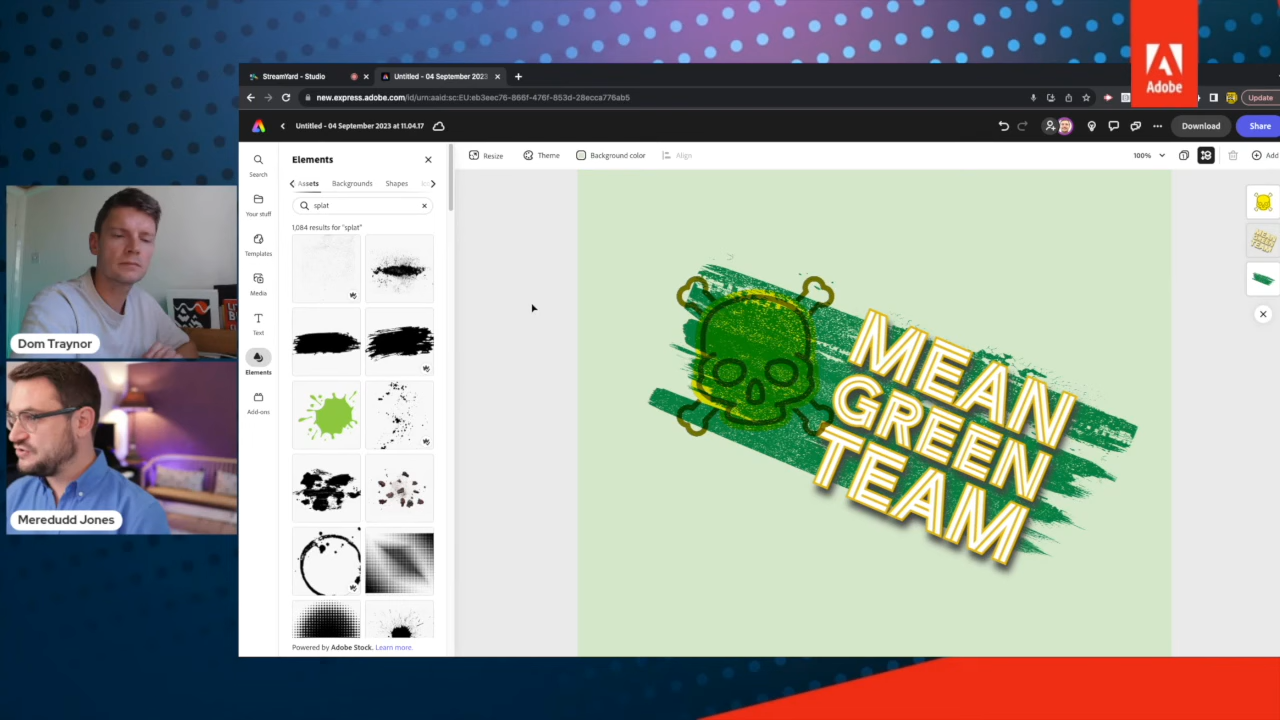 Adobe
StreamYard - Studio
Untitled - 04 September 2023
new.express.adobe.com/id/urn:aaid:sc:EU:eb3eec76-866f-476f-853d-28ecca776ab5
Update
Untitled - 04 September 2023 at 11.04.17
Download
Share
Search
Your stuff
Templates
Media
Text
Elements
Add-ons
Elements
Assets
Backgrounds
Shapes
splat
1,084 results for "splat"
Powered by Adobe Stock. Learn more.
Resize
Theme
Background color
Align
100%
Add
MEAN
GREEN
TEAM
MEAN
GREEN
TEAM
Dom Traynor
Meredudd Jones